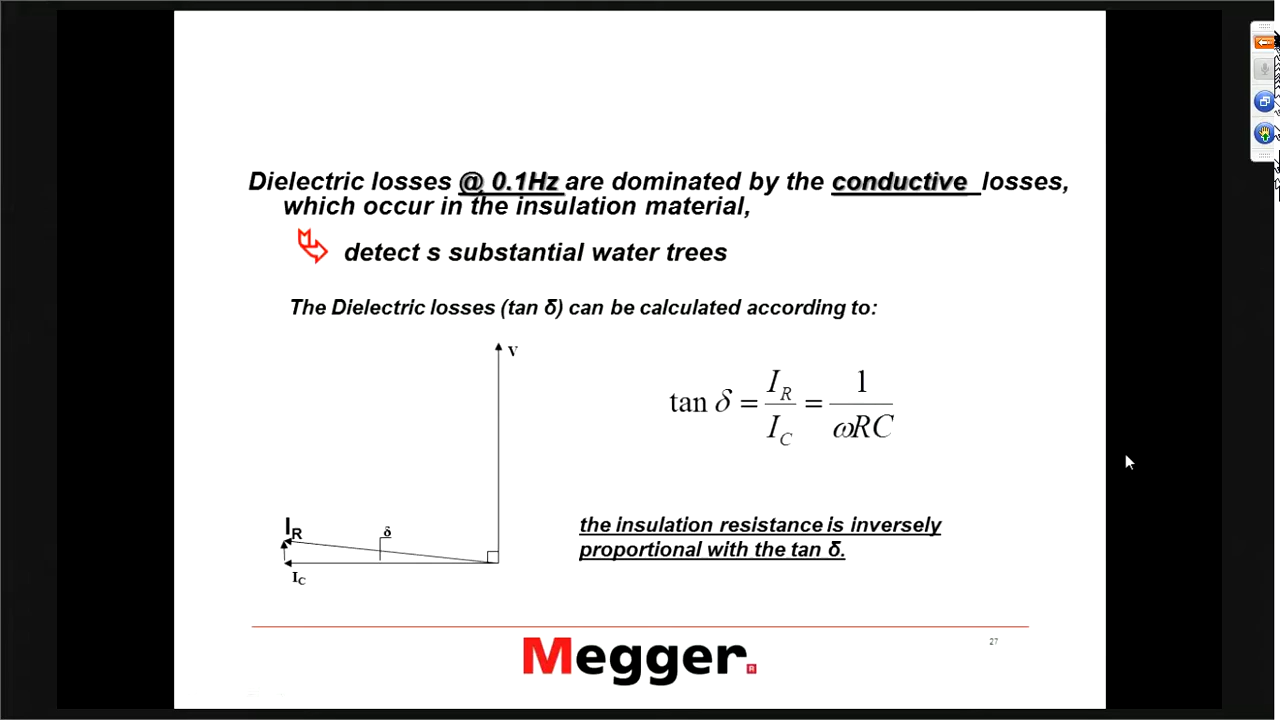 Dielectric losses @ 0.1Hz are dominated by the conductive losses,
which occur in the insulation material,
detect s substantial water trees
The Dielectric losses (tan δ) can be calculated according to:
V
tan δ = I_R / I_C = 1 / ωRC
I_R
δ
I_C
the insulation resistance is inversely
proportional with the tan δ.
27
Megger®